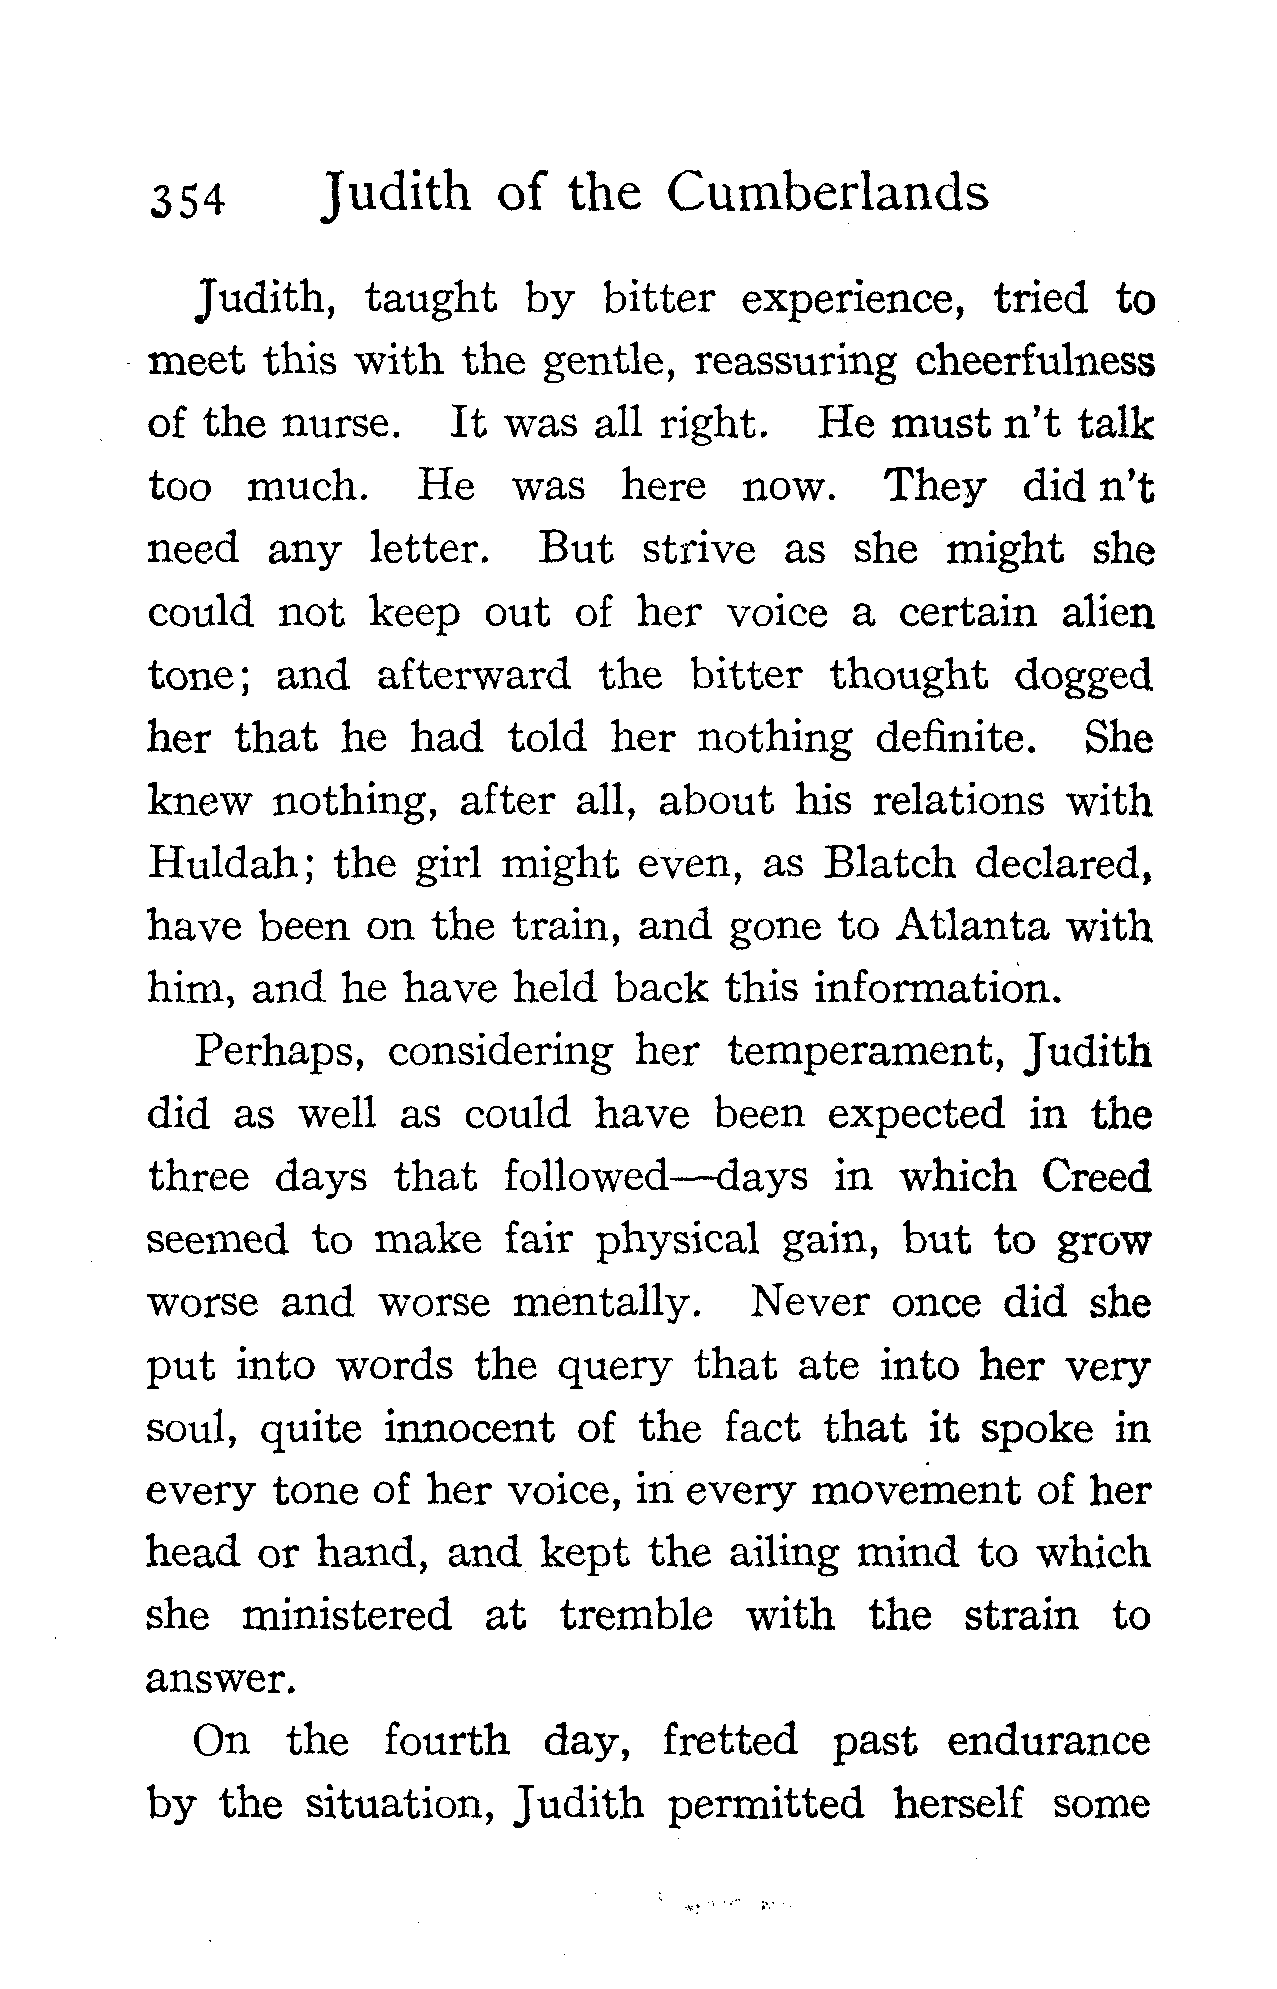 354 Judith of the Cumberlands
Judith, taught by bitter experience, tried to
meet this with the gentle, reassuring cheerfulness
of the nurse. It was all right. He must n't talk
too much. He was here now. They did n't
need any letter. But strive as she might she
could not keep out of her voice a certain alien
tone; and afterward the bitter thought dogged
her that he had told her nothing definite. She
knew nothing, after all, about his relations with
Huldah; the girl might even, as Blatch declared,
have been on the train, and gone to Atlanta with
him, and he have held back this information.
Perhaps, considering her temperament, Judith
did as well as could have been expected in the
three days that followed—days in which Creed
seemed to make fair physical gain, but to grow
worse and worse mentally. Never once did she
put into words the query that ate into her very
soul, quite innocent of the fact that it spoke in
every tone of her voice, in every movement of her
head or hand, and kept the ailing mind to which
she ministered at tremble with the strain to
answer.
On the fourth day, fretted past endurance
by the situation, Judith permitted herself some